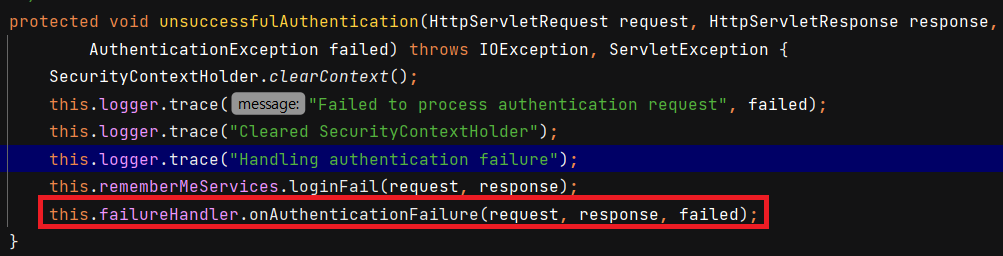 protected void unsuccessfulAuthentication(HttpServletRequest request, HttpServletResponse response,
        AuthenticationException failed) throws IOException, ServletException {
    SecurityContextHolder.clearContext();
    this.logger.trace( message: "Failed to process authentication request", failed);
    this.logger.trace("Cleared SecurityContextHolder");
    this.logger.trace("Handling authentication failure");
    this.rememberMeServices.loginFail(request, response);
    this.failureHandler.onAuthenticationFailure(request, response, failed);
}